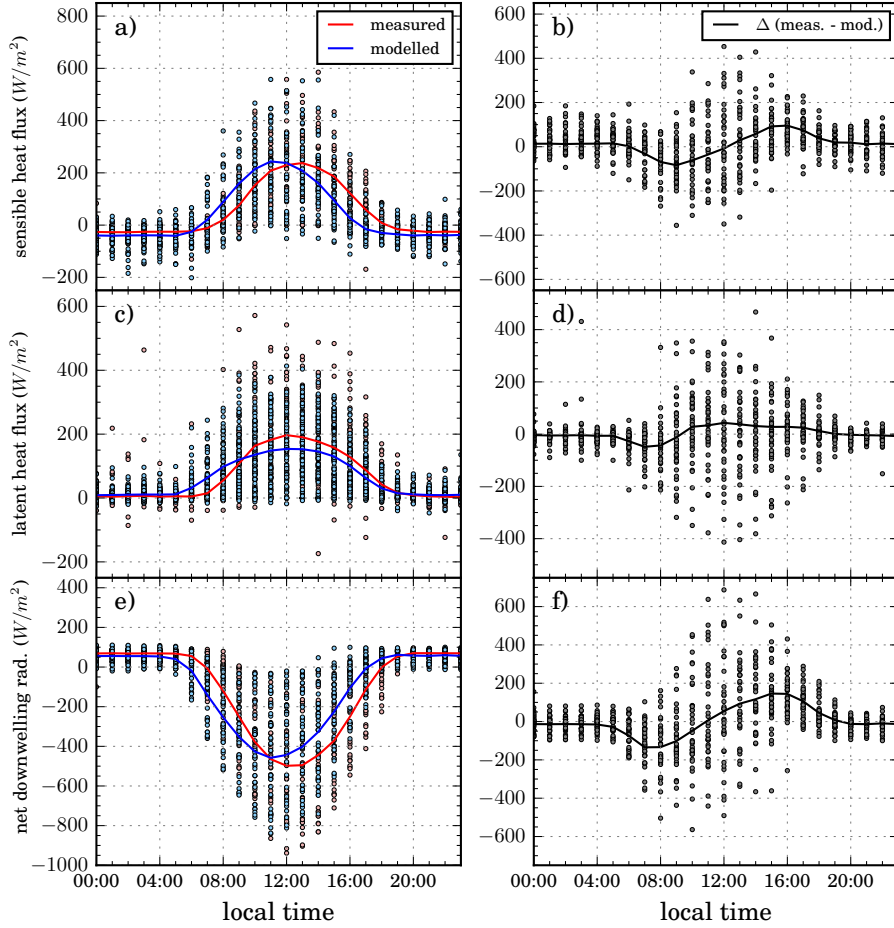 a)
measured
modelled
800
600
400
200
0
−200
sensible heat flux (W/m²)
b)
Δ (meas. - mod.)
600
400
200
0
−200
−400
−600
c)
600
400
200
0
−200
latent heat flux (W/m²)
d)
400
200
0
−200
−400
e)
400
200
0
−200
−400
−600
−800
−1000
net downwelling rad. (W/m²)
00:00 04:00 08:00 12:00 16:00 20:00
local time
f)
600
400
200
0
−200
−400
−600
00:00 04:00 08:00 12:00 16:00 20:00
local time